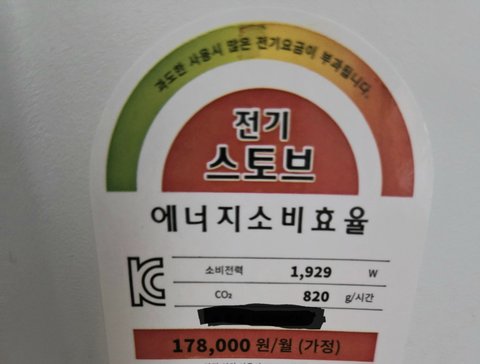 과도한 사용시 많은 전기요금이 부과됩니다.
전기
스토브
에너지소비효율
소비전력 1,929 W
CO₂ 820 g/시간
178,000 원/월 (가정)